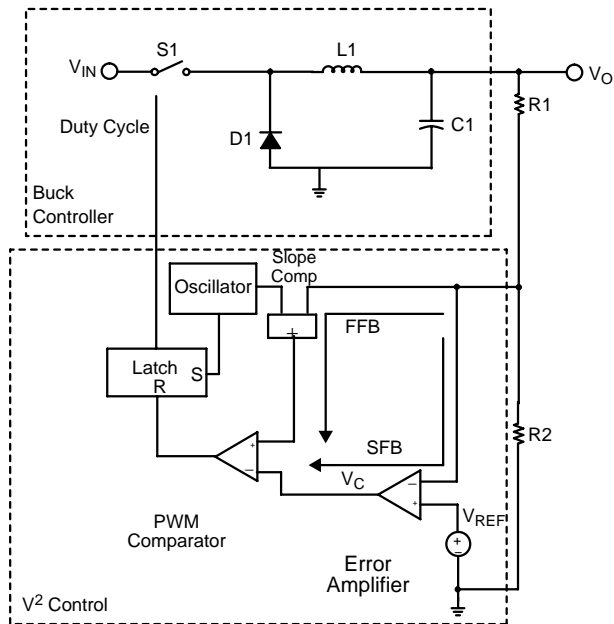 S1
L1
VIN
VO
R1
Duty Cycle
D1
C1
Buck
Controller
Slope
Comp
Oscillator
+
FFB
Latch
S
R
+
−
SFB
R2
VC
−
+
VREF
+
−
PWM
Comparator
Error
Amplifier
V² Control